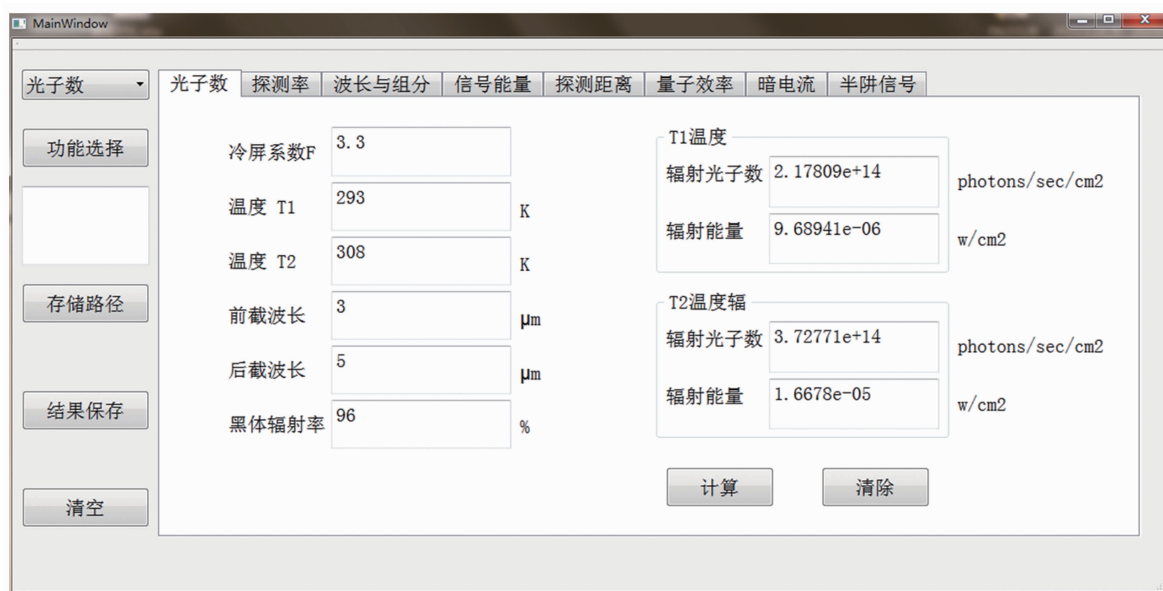 MainWindow
光子数
光子数 探测率 波长与组分 信号能量 探测距离 量子效率 暗电流 半阱信号
功能选择
存储路径
结果保存
清空
冷屏系数F 3.3
温度 T1 293 K
温度 T2 308 K
前截波长 3 μm
后截波长 5 μm
黑体辐射率 96 %
T1温度
辐射光子数 2.17809e+14 photons/sec/cm2
辐射能量 9.68941e-06 w/cm2
T2温度辐
辐射光子数 3.72771e+14 photons/sec/cm2
辐射能量 1.6678e-05 w/cm2
计算 清除